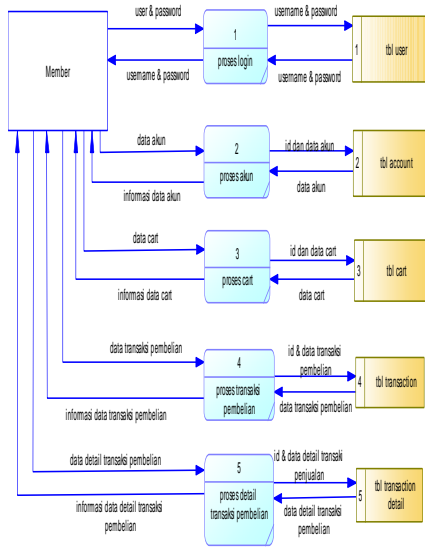 user & password
username & password
1
proses login
1
tbl user
Member
username & password
username & password
data akun
2
id dan data akun
proses akun
2
tbl account
informasi data akun
data akun
data cart
3
id dan data cart
proses cart
3
tbl cart
informasi data cart
data cart
data transaksi pembelian
4
id & data transaksi
pembelian
proses transaksi
pembelian
4
tbl transaction
informasi data transaksi pembelian
data transaksi pembelian
data detail transaksi pembelian
5
id & data detail transaksi
penjualan
proses detail
transaksi pembelian
5
tbl transaction
detail
informasi data detail transaksi
pembelian
data detail transaksi
pembelian